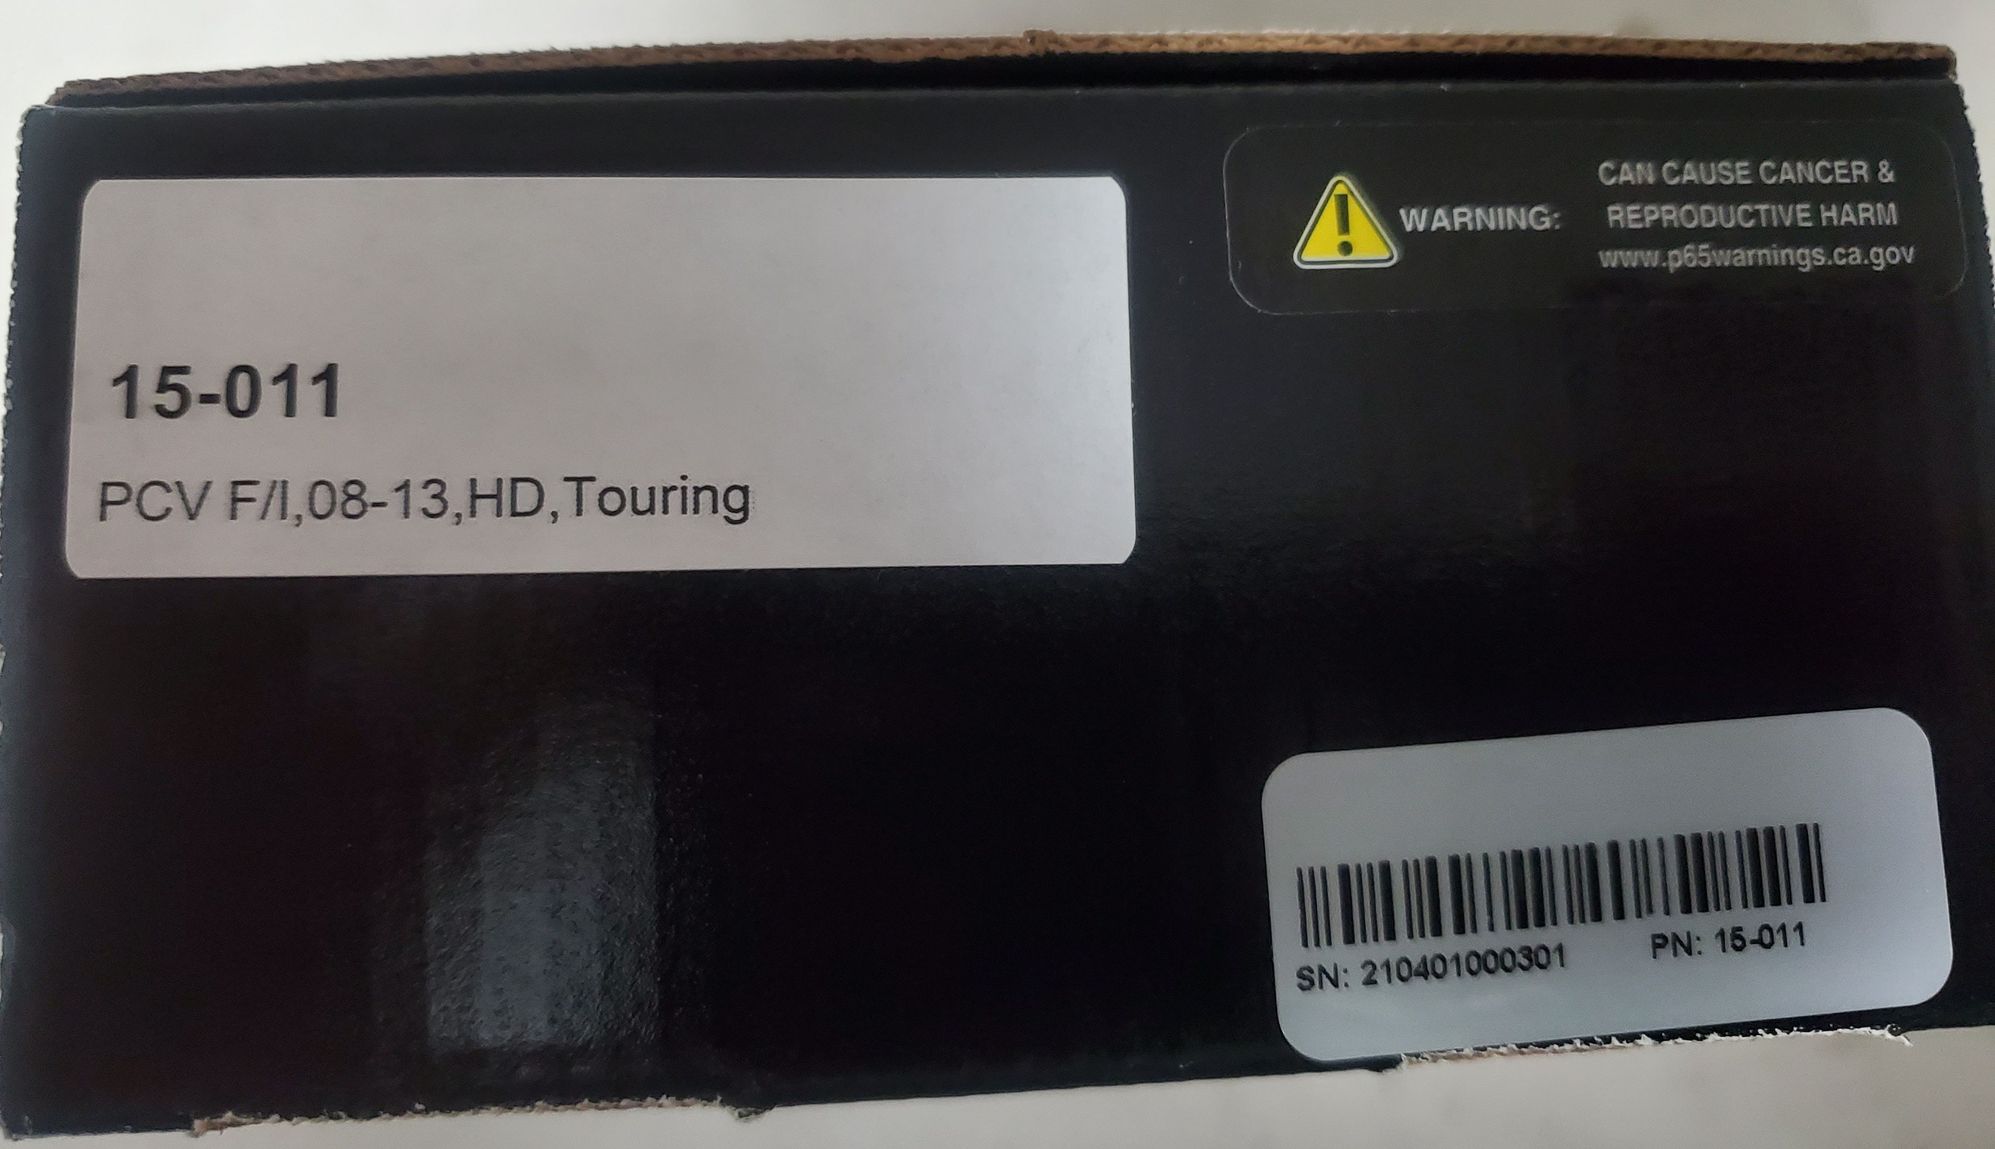 CAN CAUSE CANCER &
WARNING: REPRODUCTIVE HARM
www.p65warnings.ca.gov
15-011
PCV F/I,08-13,HD,Touring
SN: 210401000301 PN: 15-011